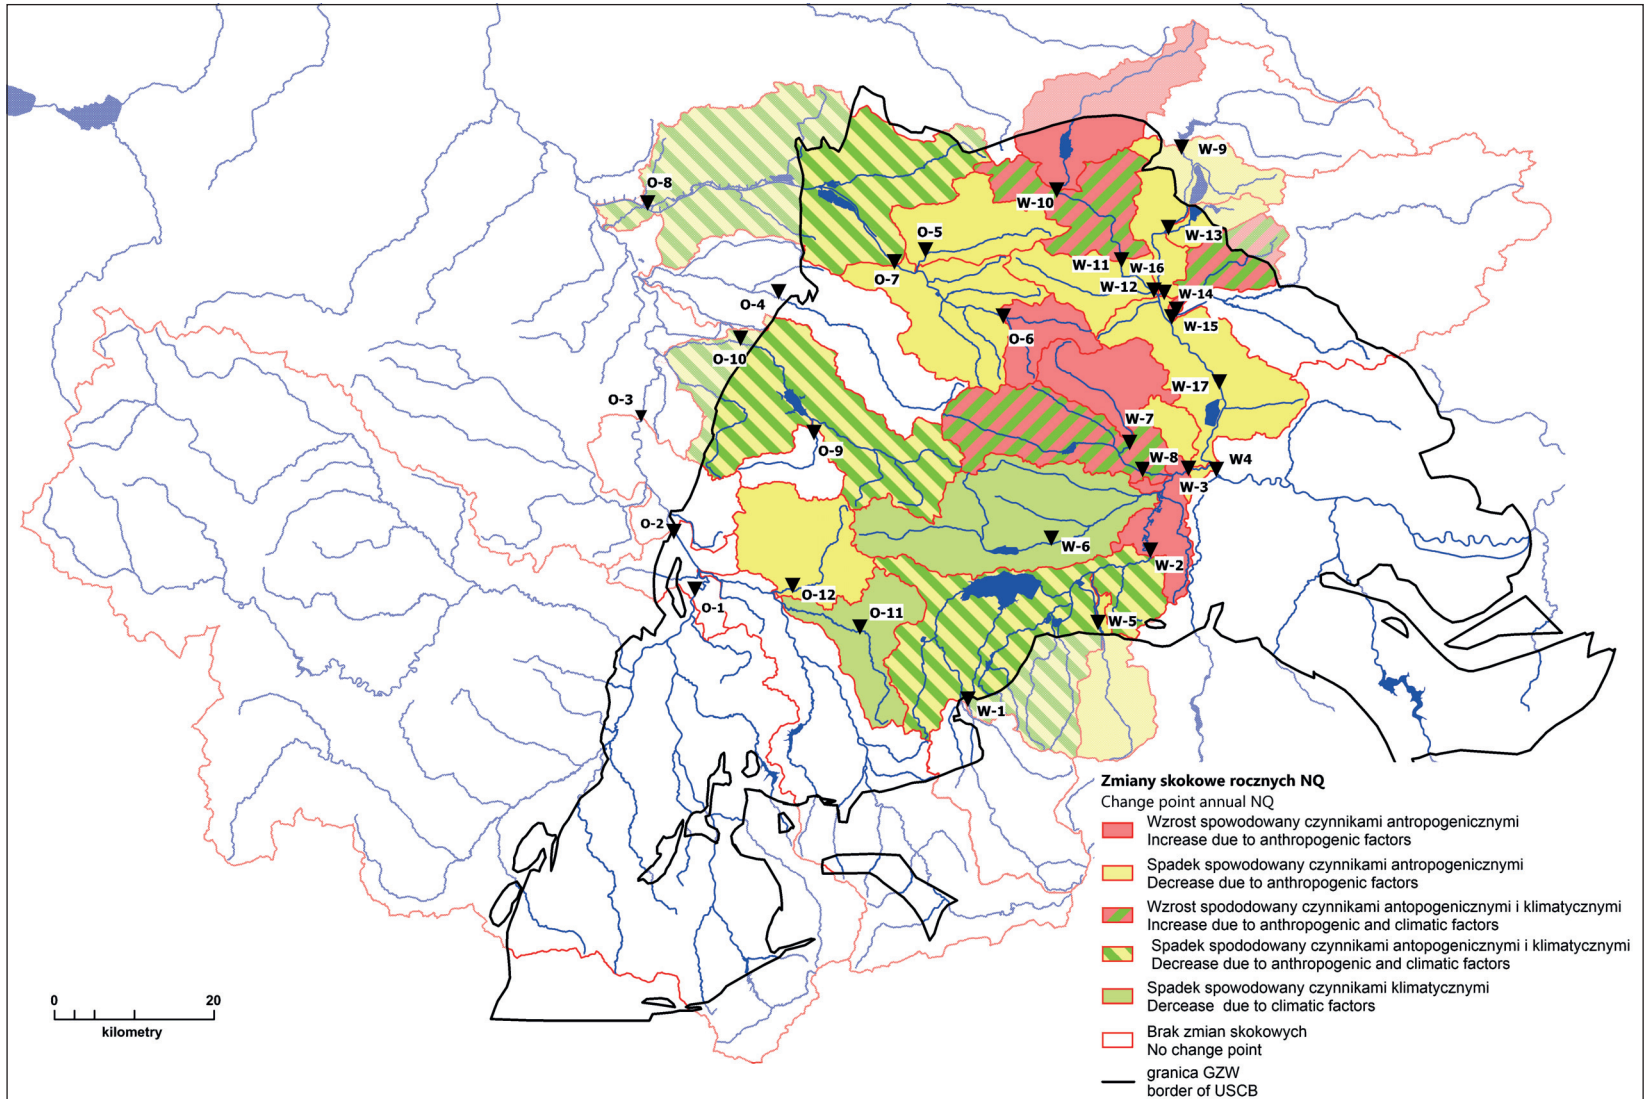 W-9
O-8
W-10
O-5
W-13
O-7
W-11
W-16
W-12
O-4
W-14
W-15
O-6
O-10
W-17
O-3
W-7
O-9
W-8
W4
W-3
O-2
W-6
W-2
O-12
O-1
O-11
W-5
W-1
Zmiany skokowe rocznych NQ
Change point annual NQ
Wzrost spowodowany czynnikami antropogenicznymi
Increase due to anthropogenic factors
Spadek spowodowany czynnikami antropogenicznymi
Decrease due to anthropogenic factors
Wzrost spododowany czynnikami antopogenicznymi i klimatycznymi
Increase due to anthropogenic and climatic factors
Spadek spododowany czynnikami antopogenicznymi i klimatycznymi
Decrease due to anthropogenic and climatic factors
Spadek spowodowany czynnikami klimatycznymi
Dercease due to climatic factors
Brak zmian skokowych
No change point
granica GZW
border of USCB
0 20
kilometry